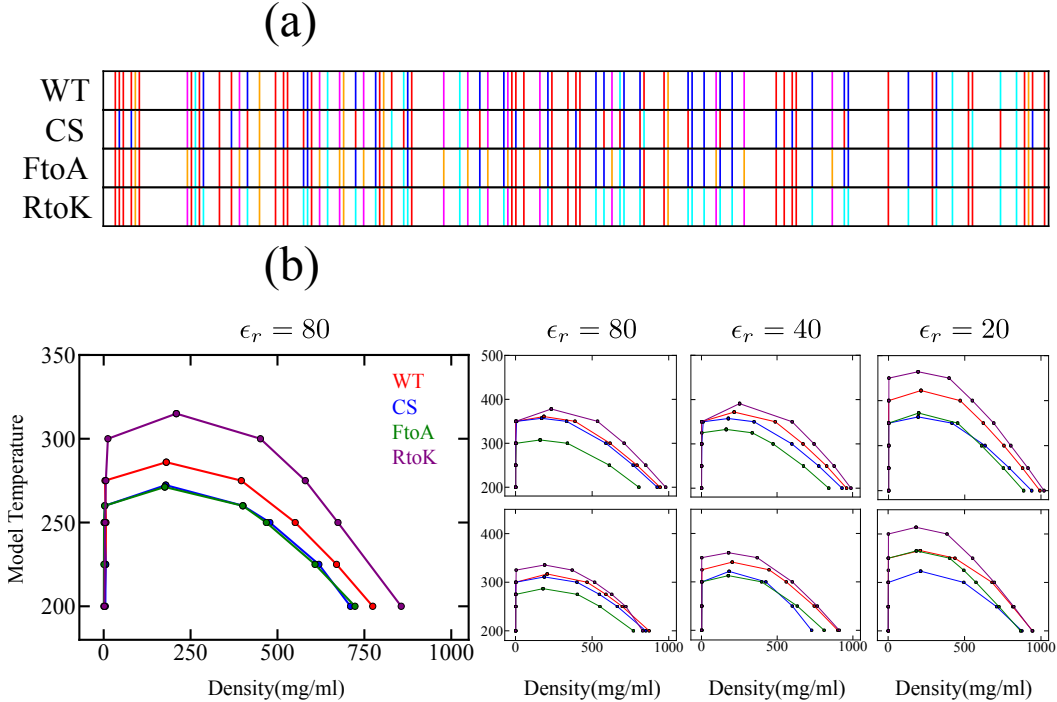 (a)
WT
CS
FtoA
RtoK
(b)
ϵr = 80
ϵr = 80
ϵr = 40
ϵr = 20
Model Temperature
350
300
250
200
WT
CS
FtoA
RtoK
0
250
500
750
1000
Density(mg/ml)
500
400
300
200
400
300
200
0
500
1000
0
500
1000
0
500
1000
Density(mg/ml)
Density(mg/ml)
Density(mg/ml)